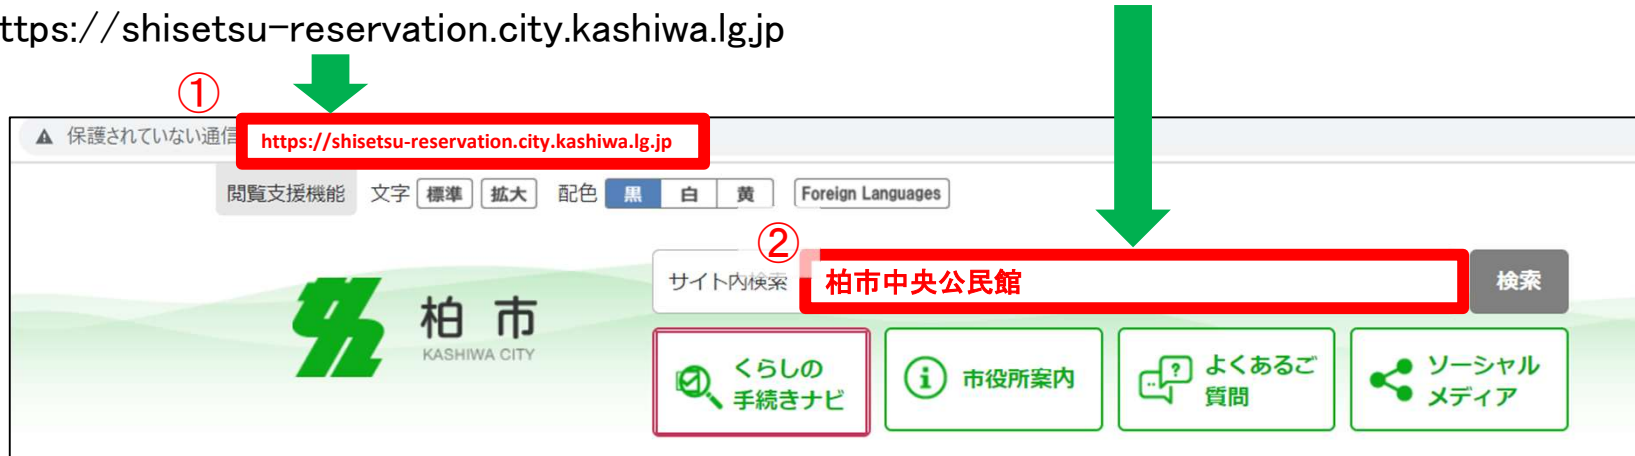 ttps://shisetsu-reservation.city.kashiwa.lg.jp
①
保護されていない通信 https://shisetsu-reservation.city.kashiwa.lg.jp
閲覧支援機能 文字 標準 拡大 配色 黒 白 黄 Foreign Languages
②
サイト内検索 柏市中央公民館 検索
柏市
KASHIWA CITY
くらしの
手続きナビ
市役所案内
よくあるご
質問
ソーシャル
メディア